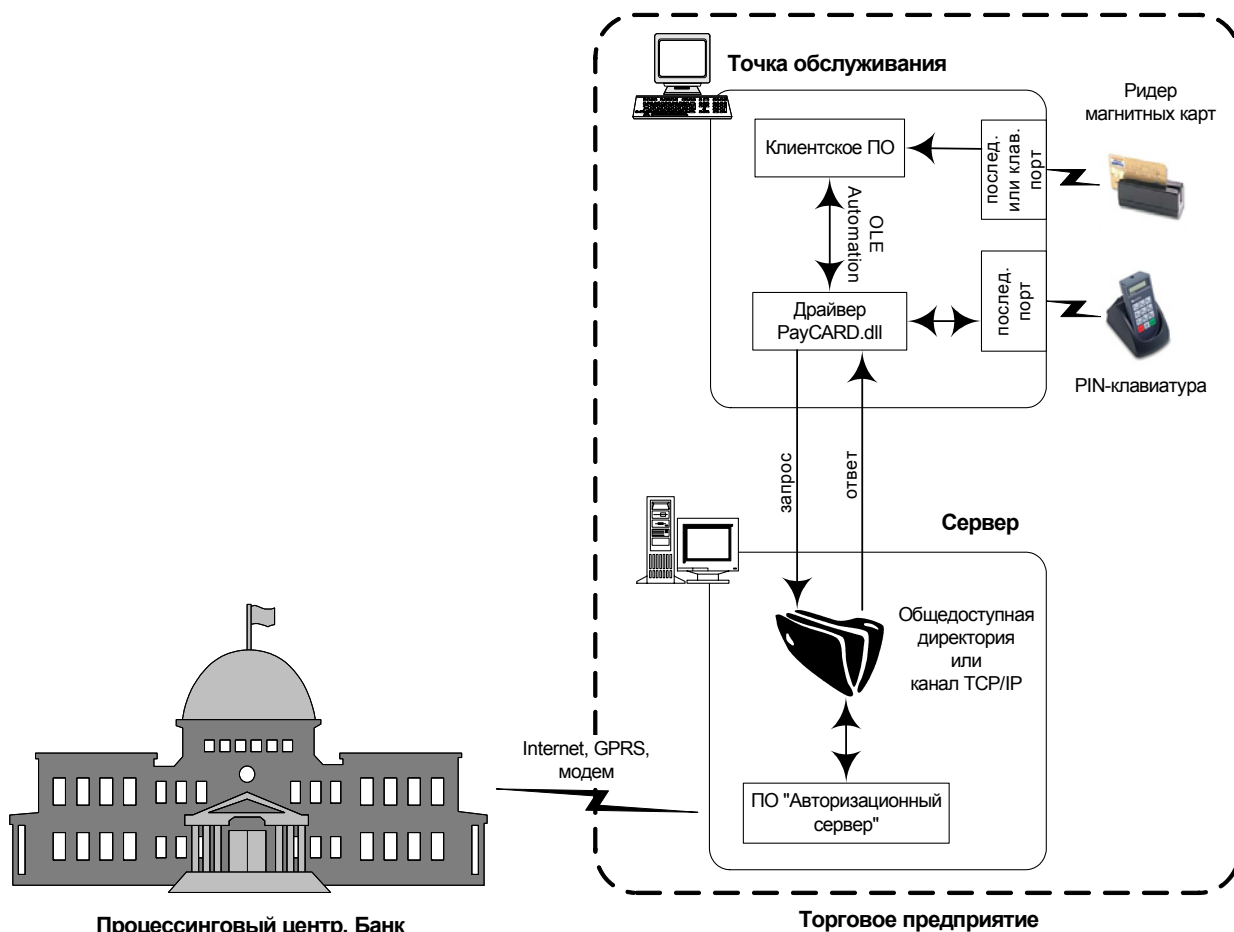 Точка обслуживания
Ридер
магнитных карт
Клиентское ПО
послед.
или клав.
порт
OLE
Automation
Драйвер
PayCARD.dll
послед.
порт
PIN-клавиатура
запрос
ответ
Сервер
Общедоступная
директория
или
канал TCP/IP
Internet, GPRS,
модем
ПО "Авторизационный
сервер"
Процессинговый центр, Банк
Торговое предприятие